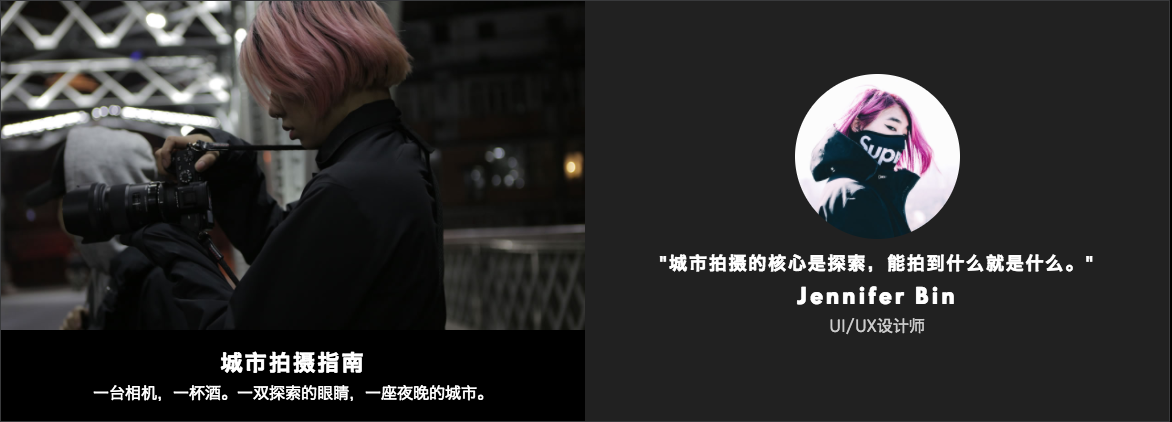 城市拍摄指南
一台相机，一杯酒。一双探索的眼睛，一座夜晚的城市。
Supr
"城市拍摄的核心是探索，能拍到什么就是什么。"
Jennifer Bin
UI/UX设计师